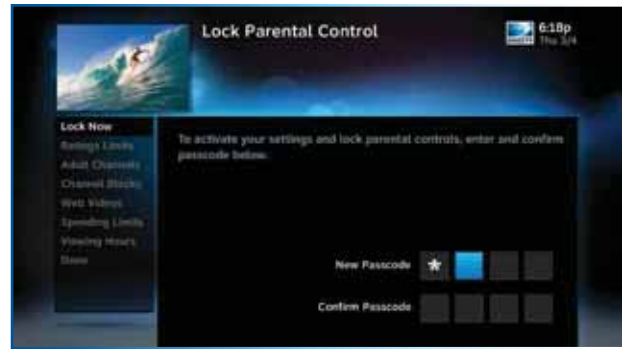 Lock Parental Control
6:18p
Thu 3/4
Lock Now
Ratings Limits
Adult Channels
Channel Blocks
Web Videos
Spending Limits
Viewing Hours
Done
To activate your settings and lock parental controls, enter and confirm
passcode below.
New Passcode *
Confirm Passcode